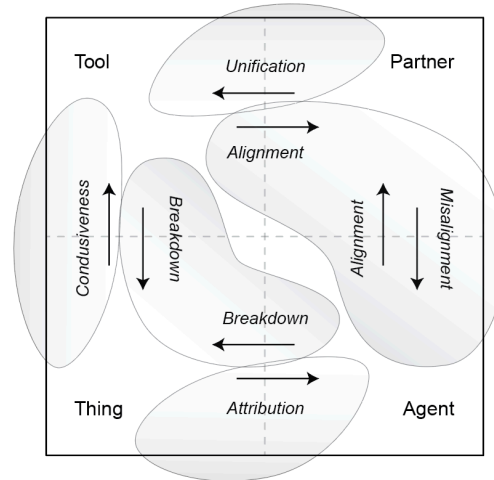 Tool
Unification
Partner
Alignment
Condusiveness
Breakdown
Alignment
Misalignment
Breakdown
Thing
Attribution
Agent